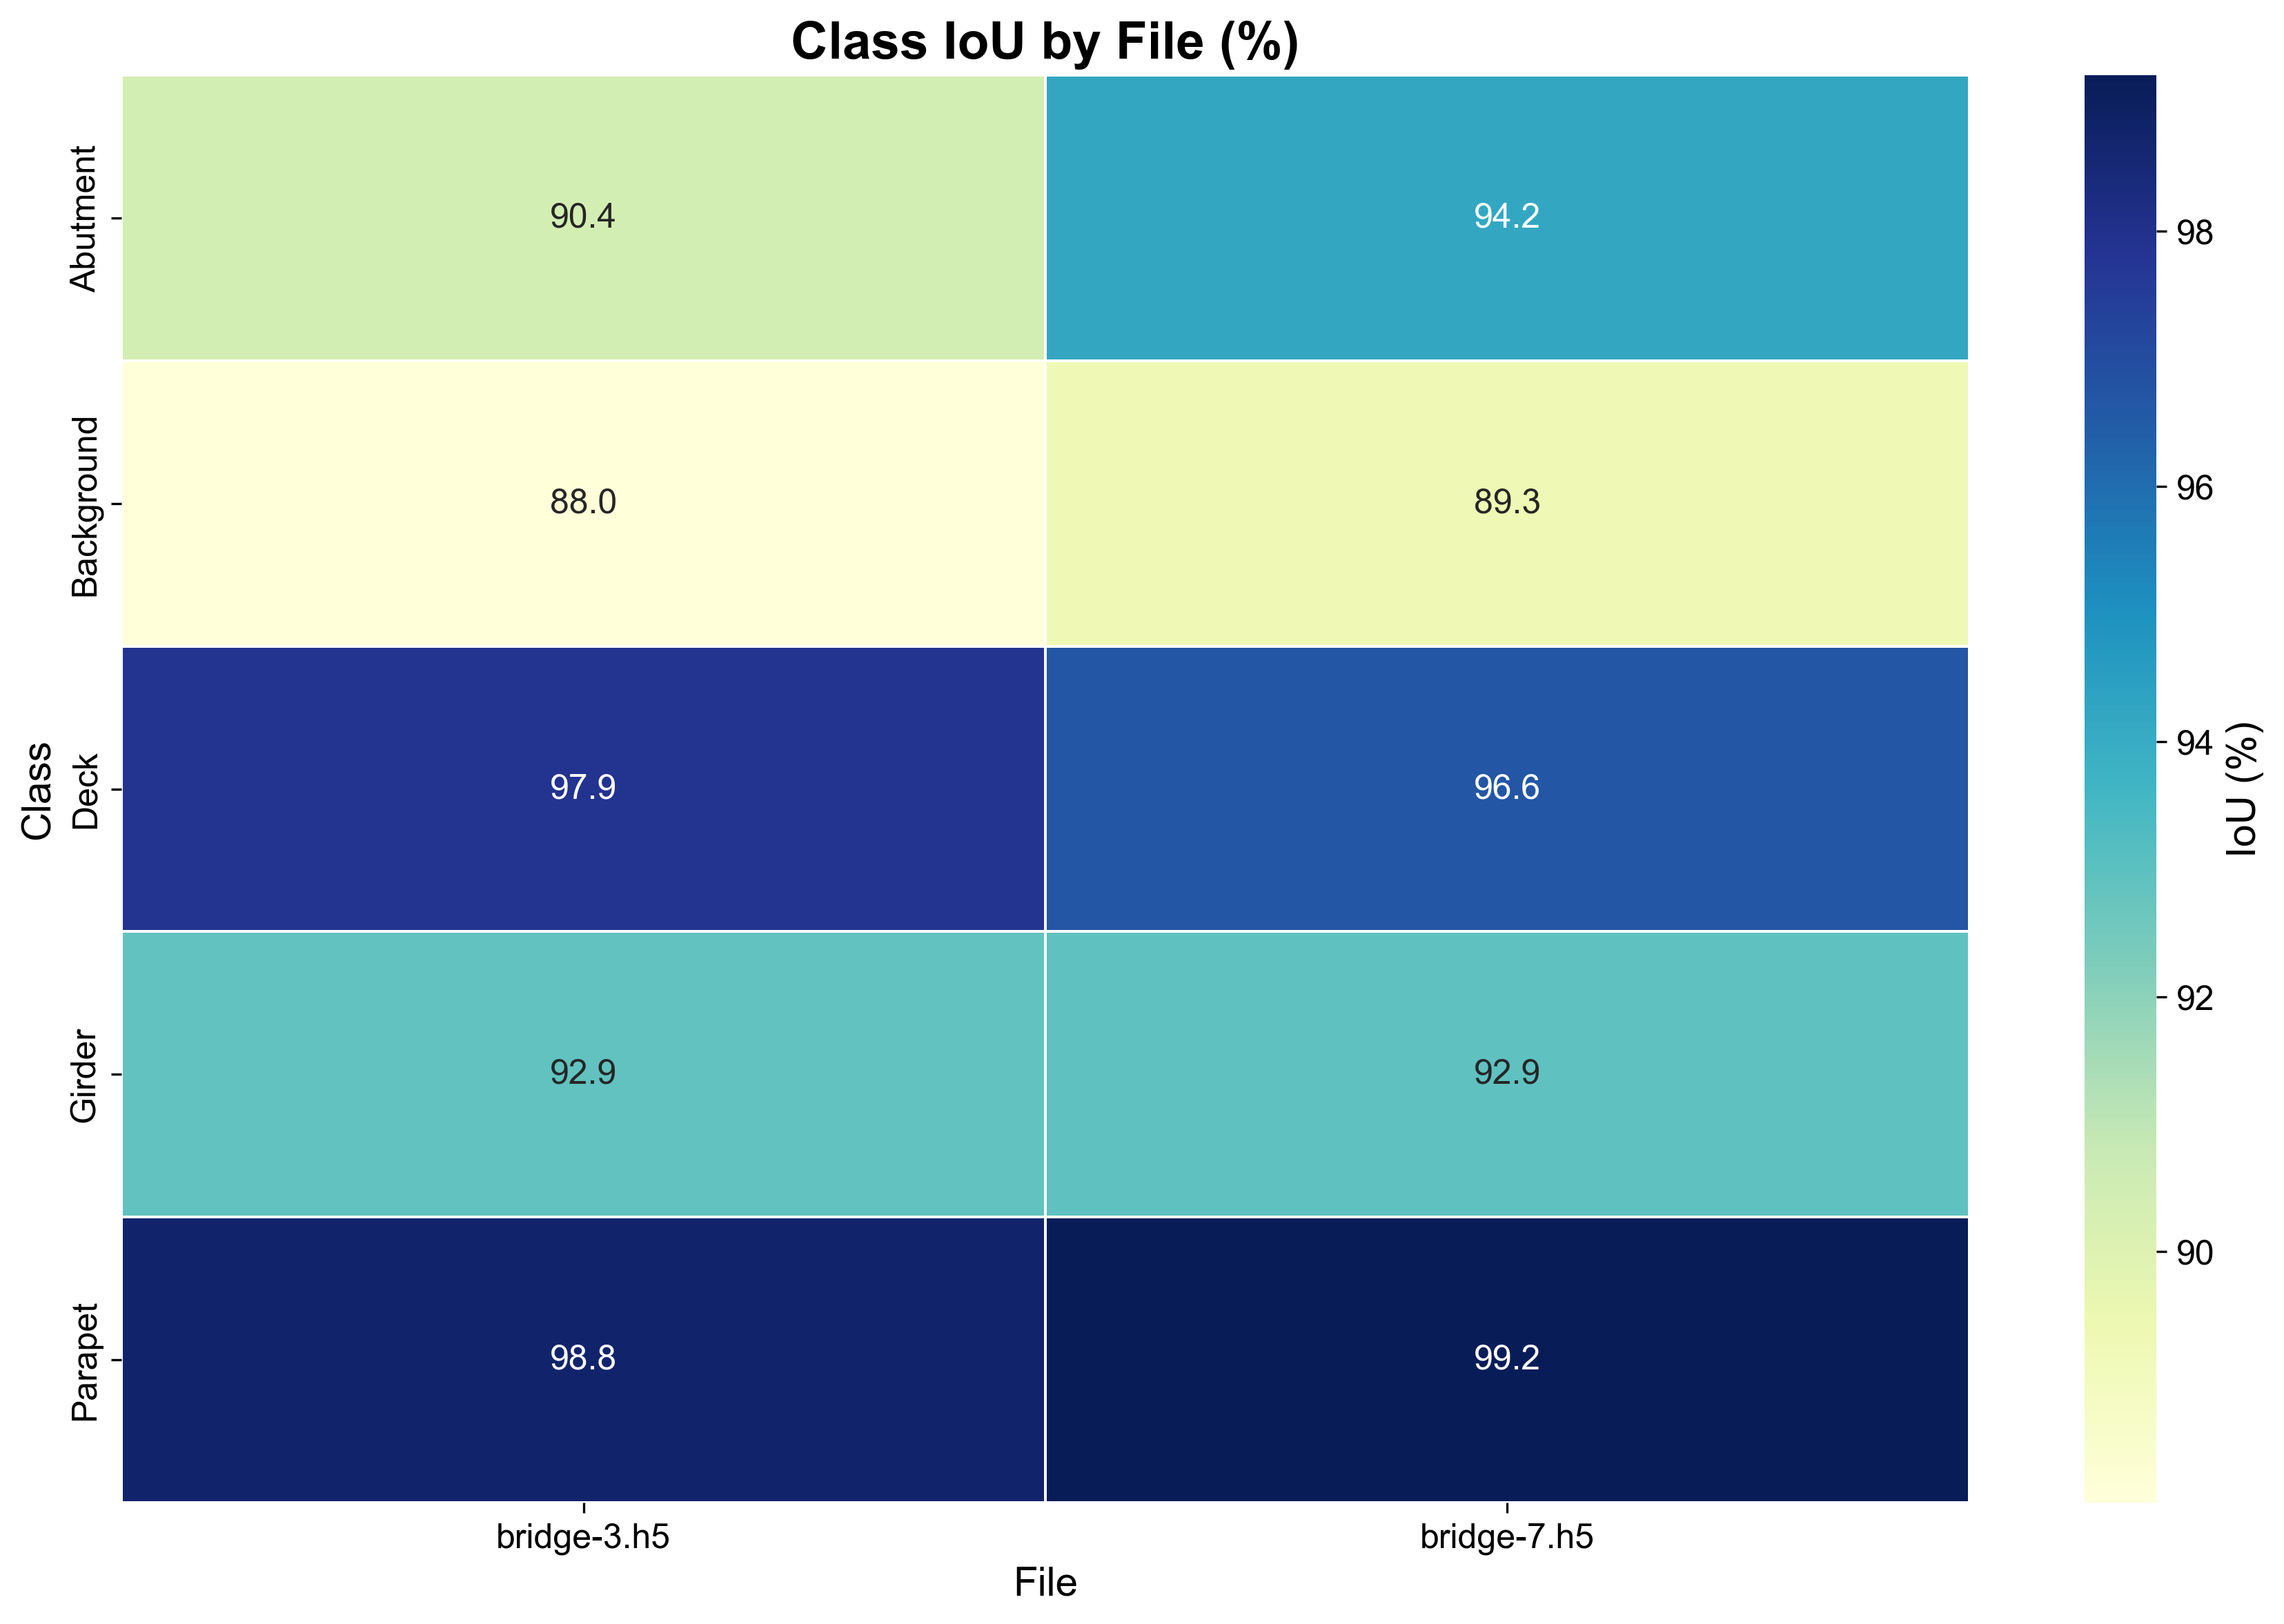 Class IoU by File (%)
Class
Abutment
90.4
94.2
Background
88.0
89.3
Deck
97.9
96.6
Girder
92.9
92.9
Parapet
98.8
99.2
bridge-3.h5
bridge-7.h5
File
98
96
94
92
90
IoU (%)